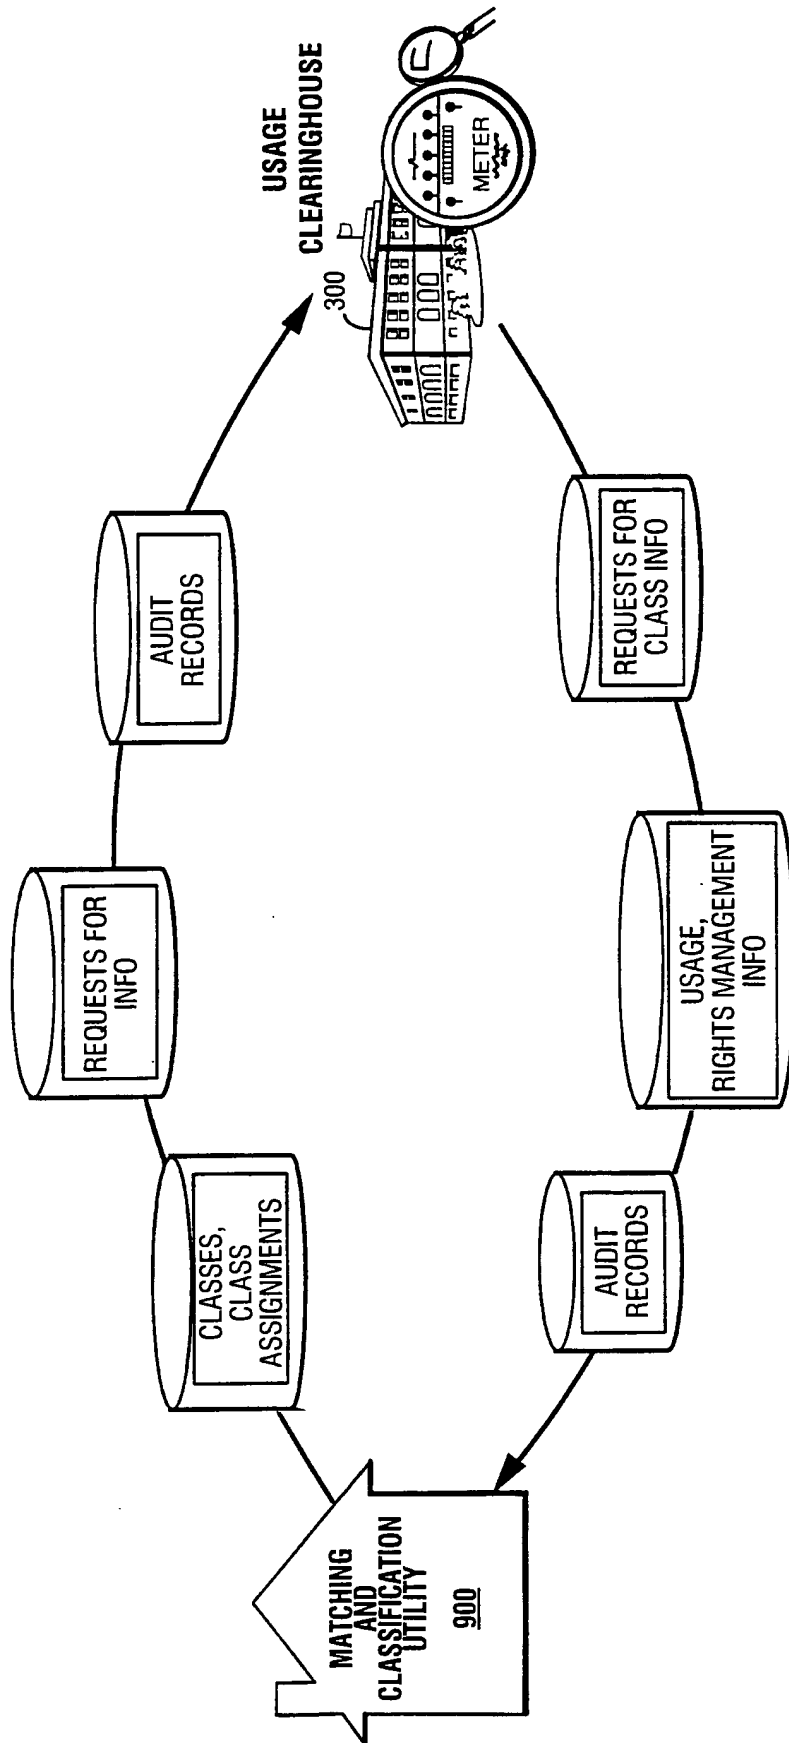 MATCHING
AND
CLASSIFICATION
UTILITY
900
CLASSES,
CLASS
ASSIGNMENTS
REQUESTS FOR
INFO
AUDIT
RECORDS
USAGE
CLEARINGHOUSE
300
METER
REQUESTS FOR
CLASS INFO
USAGE,
RIGHTS MANAGEMENT
INFO
AUDIT
RECORDS